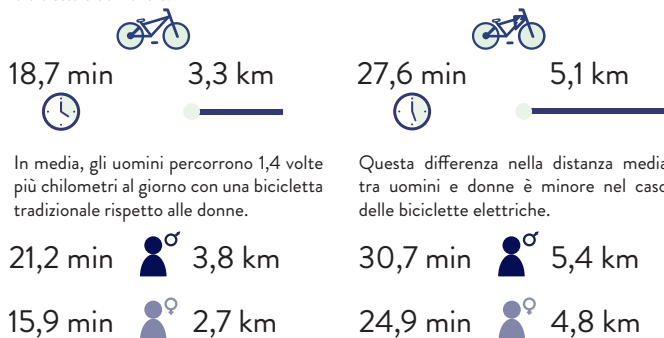 18,7 min 3,3 km
27,6 min 5,1 km
In media, gli uomini percorrono 1,4 volte
più chilometri al giorno con una bicicletta
tradizionale rispetto alle donne.
Questa differenza nella distanza media
tra uomini e donne è minore nel caso
delle biciclette elettriche.
21,2 min 3,8 km
15,9 min 2,7 km
30,7 min 5,4 km
24,9 min 4,8 km